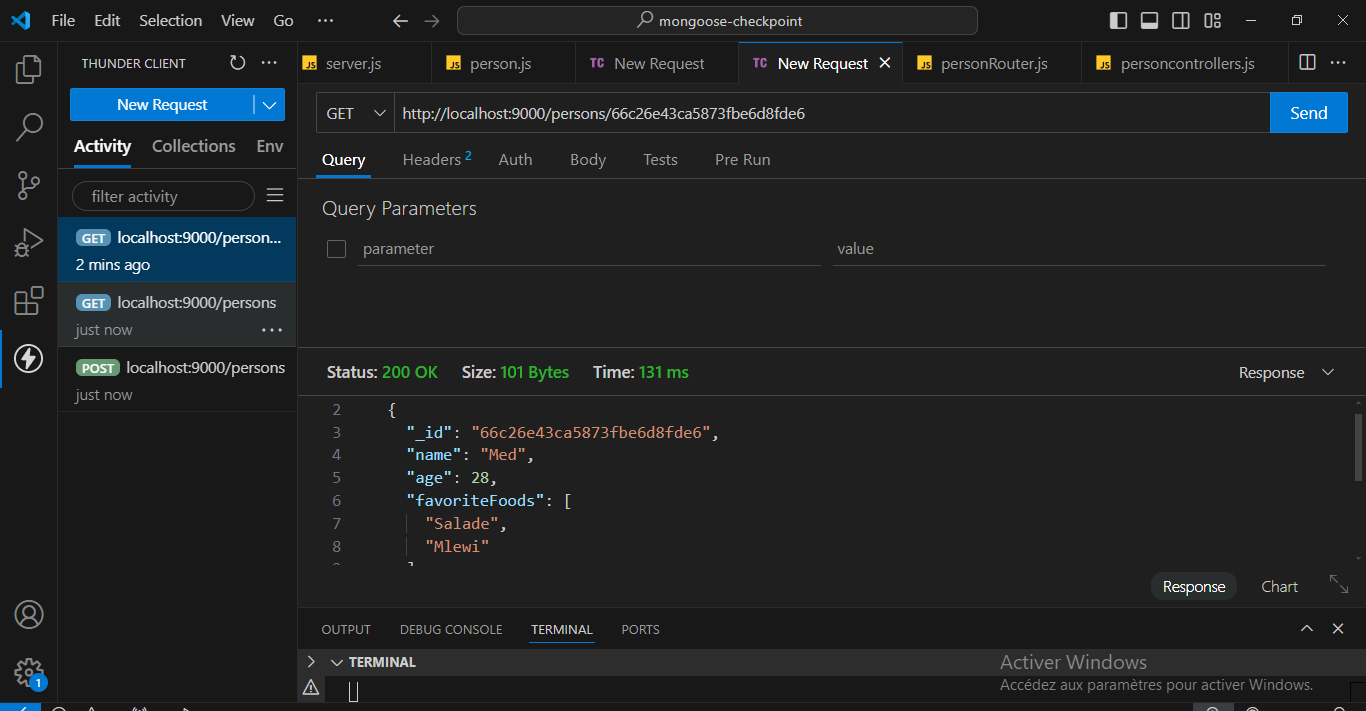 File Edit Selection View Go ... mongoose-checkpoint
THUNDER CLIENT
New Request
Activity Collections Env
filter activity
GET localhost:9000/person...
2 mins ago
GET localhost:9000/persons
just now
POST localhost:9000/persons
just now
JS server.js JS person.js TC New Request TC New Request JS personRouter.js JS personcontrollers.js
GET http://localhost:9000/persons/66c26e43ca5873fbe6d8fde6 Send
Query Headers 2 Auth Body Tests Pre Run
Query Parameters
parameter value
Status: 200 OK Size: 101 Bytes Time: 131 ms Response
2 {
3 "_id": "66c26e43ca5873fbe6d8fde6",
4 "name": "Med",
5 "age": 28,
6 "favoriteFoods": [
7 "Salade",
8 "Mlewi"
Response Chart
OUTPUT DEBUG CONSOLE TERMINAL PORTS
TERMINAL
Activer Windows
Accédez aux paramètres pour activer Windows.
1